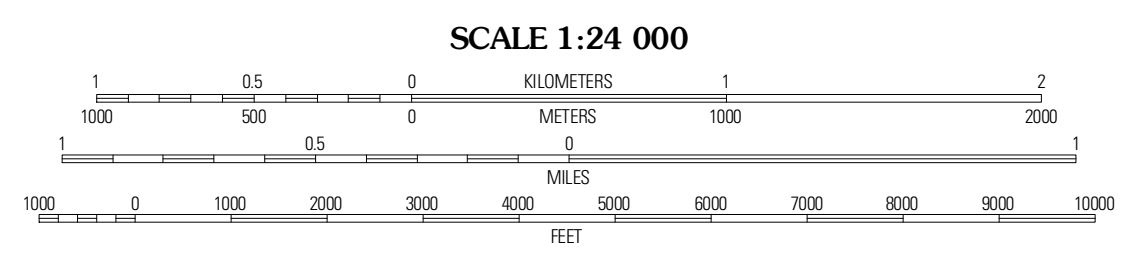 SCALE 1:24 000
1 0.5 0 KILOMETERS 1 2
1000 500 0 METERS 1000 2000
1 0.5 0 1
MILES
1000 0 1000 2000 3000 4000 5000 6000 7000 8000 9000 10000
FEET